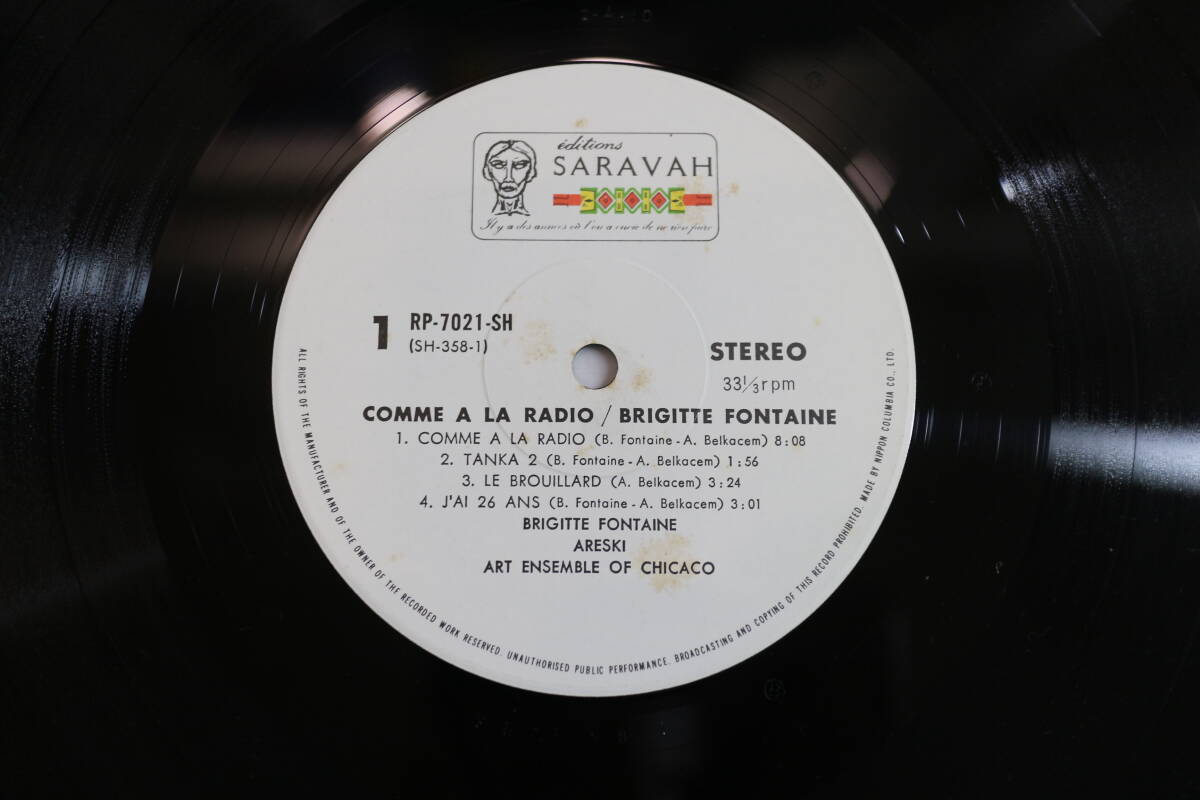 éditions
SARAVAH
Il y a des années où l'on a envie de ne rien faire
1
RP-7021-SH
(SH-358-1)
STEREO
33 1/3 rpm
COMME A LA RADIO / BRIGITTE FONTAINE
1. COMME A LA RADIO (B. Fontaine - A. Belkacem) 8:08
2. TANKA 2 (B. Fontaine - A. Belkacem) 1:56
3. LE BROUILLARD (A. Belkacem) 3:24
4. J'AI 26 ANS (B. Fontaine - A. Belkacem) 3:01
BRIGITTE FONTAINE
ARESKI
ART ENSEMBLE OF CHICACO
ALL RIGHTS OF THE MANUFACTURER AND OF THE OWNER OF THE RECORDED WORK RESERVED. UNAUTHORISED PUBLIC PERFORMANCE. BROADCASTING AND COPYING OF THIS RECORD PROHIBITED. MADE BY NIPPON COLUMBIA CO., LTD.